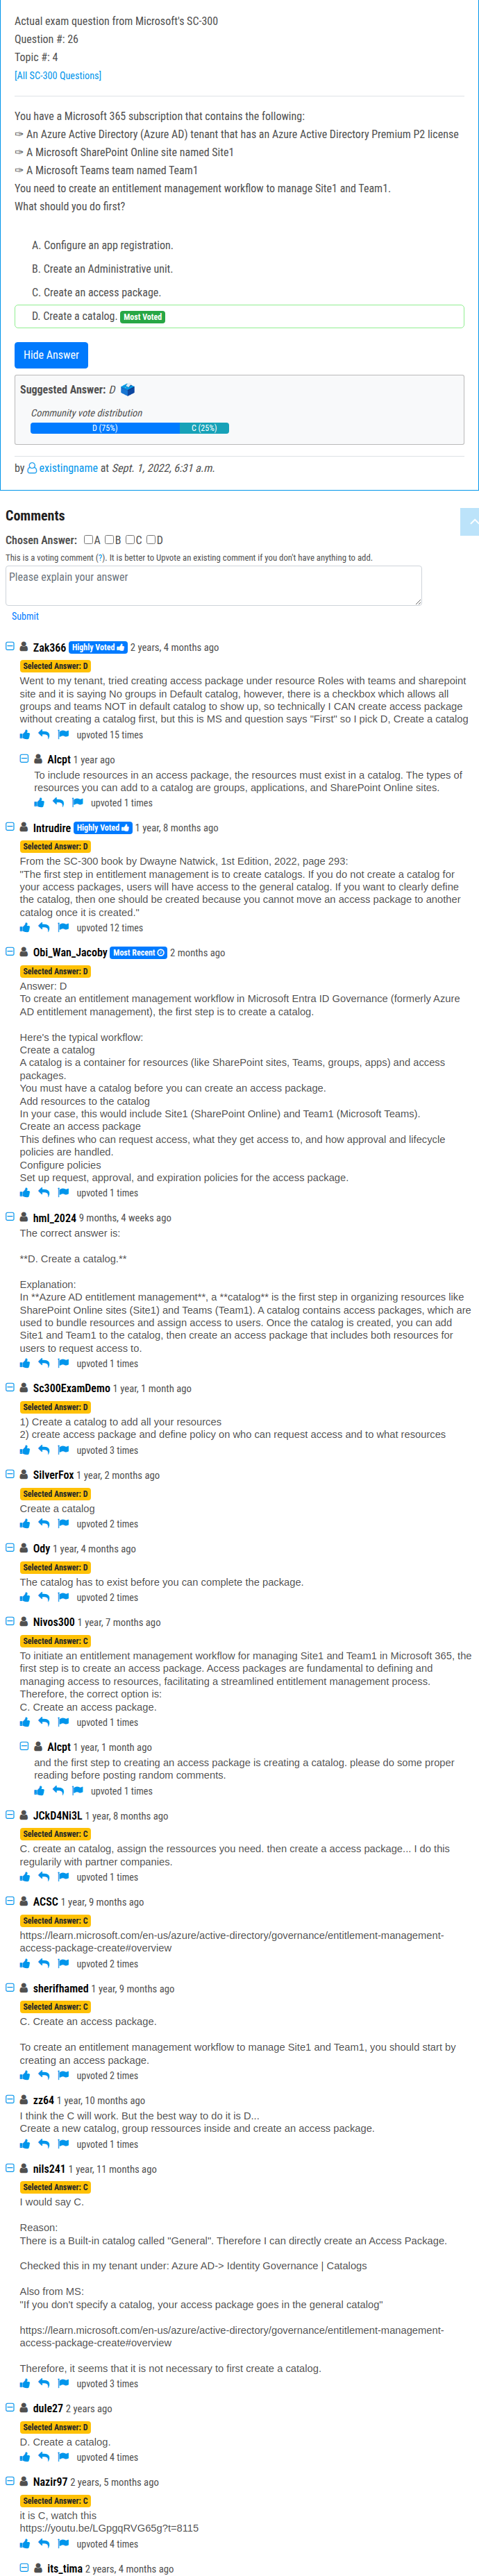 Actual exam question from Microsoft's SC-300
Question #: 26
Topic #: 4
[All SC-300 Questions]
You have a Microsoft 365 subscription that contains the following:
✑ An Azure Active Directory (Azure AD) tenant that has an Azure Active Directory Premium P2 license
✑ A Microsoft SharePoint Online site named Site1
✑ A Microsoft Teams team named Team1
You need to create an entitlement management workflow to manage Site1 and Team1.
What should you do first?
A. Configure an app registration.
B. Create an Administrative unit.
C. Create an access package.
D. Create a catalog. Most Voted
Hide Answer
Suggested Answer: D
Community vote distribution
D (75%) C (25%)
by existingname at Sept. 1, 2022, 6:31 a.m.
Comments
Chosen Answer: A B C D
This is a voting comment (?). It is better to Upvote an existing comment if you don't have anything to add.
Please explain your answer
Submit
Zak366 Highly Voted 2 years, 4 months ago
Selected Answer: D
Went to my tenant, tried creating access package under resource Roles with teams and sharepoint
site and it is saying No groups in Default catalog, however, there is a checkbox which allows all
groups and teams NOT in default catalog to show up, so technically I CAN create access package
without creating a catalog first, but this is MS and question says "First" so I pick D, Create a catalog
upvoted 15 times
Alcpt 1 year ago
To include resources in an access package, the resources must exist in a catalog. The types of
resources you can add to a catalog are groups, applications, and SharePoint Online sites.
upvoted 1 times
Intrudire Highly Voted 1 year, 8 months ago
Selected Answer: D
From the SC-300 book by Dwayne Natwick, 1st Edition, 2022, page 293:
"The first step in entitlement management is to create catalogs. If you do not create a catalog for
your access packages, users will have access to the general catalog. If you want to clearly define
the catalog, then one should be created because you cannot move an access package to another
catalog once it is created."
upvoted 12 times
Obi_Wan_Jacoby Most Recent 2 months ago
Selected Answer: D
Answer: D
To create an entitlement management workflow in Microsoft Entra ID Governance (formerly Azure
AD entitlement management), the first step is to create a catalog.
Here's the typical workflow:
Create a catalog
A catalog is a container for resources (like SharePoint sites, Teams, groups, apps) and access
packages.
You must have a catalog before you can create an access package.
Add resources to the catalog
In your case, this would include Site1 (SharePoint Online) and Team1 (Microsoft Teams).
Create an access package
This defines who can request access, what they get access to, and how approval and lifecycle
policies are handled.
Configure policies
Set up request, approval, and expiration policies for the access package.
upvoted 1 times
hml_2024 9 months, 4 weeks ago
The correct answer is:
**D. Create a catalog.**
Explanation:
In **Azure AD entitlement management**, a **catalog** is the first step in organizing resources like
SharePoint Online sites (Site1) and Teams (Team1). A catalog contains access packages, which are
used to bundle resources and assign access to users. Once the catalog is created, you can add
Site1 and Team1 to the catalog, then create an access package that includes both resources for
users to request access to.
upvoted 1 times
Sc300ExamDemo 1 year, 1 month ago
Selected Answer: D
1) Create a catalog to add all your resources
2) create access package and define policy on who can request access and to what resources
upvoted 3 times
SilverFox 1 year, 2 months ago
Selected Answer: D
Create a catalog
upvoted 2 times
Ody 1 year, 4 months ago
Selected Answer: D
The catalog has to exist before you can complete the package.
upvoted 2 times
Nivos300 1 year, 7 months ago
Selected Answer: C
To initiate an entitlement management workflow for managing Site1 and Team1 in Microsoft 365, the
first step is to create an access package. Access packages are fundamental to defining and
managing access to resources, facilitating a streamlined entitlement management process.
Therefore, the correct option is:
C. Create an access package.
upvoted 1 times
Alcpt 1 year, 1 month ago
and the first step to creating an access package is creating a catalog. please do some proper
reading before posting random comments.
upvoted 1 times
JCkD4Ni3L 1 year, 8 months ago
Selected Answer: C
C. create an catalog, assign the ressources you need. then create a access package... I do this
regularily with partner companies.
upvoted 1 times
ACSC 1 year, 9 months ago
Selected Answer: C
https://learn.microsoft.com/en-us/azure/active-directory/governance/entitlement-management-
access-package-create#overview
upvoted 2 times
sherifhamed 1 year, 9 months ago
Selected Answer: C
C. Create an access package.
To create an entitlement management workflow to manage Site1 and Team1, you should start by
creating an access package.
upvoted 2 times
zz64 1 year, 10 months ago
I think the C will work. But the best way to do it is D...
Create a new catalog, group ressources inside and create an access package.
upvoted 1 times
nils241 1 year, 11 months ago
Selected Answer: C
I would say C.
Reason:
There is a Built-in catalog called "General". Therefore I can directly create an Access Package.
Checked this in my tenant under: Azure AD-> Identity Governance | Catalogs
Also from MS:
"If you don't specify a catalog, your access package goes in the general catalog"
https://learn.microsoft.com/en-us/azure/active-directory/governance/entitlement-management-
access-package-create#overview
Therefore, it seems that it is not necessary to first create a catalog.
upvoted 3 times
dule27 2 years ago
Selected Answer: D
D. Create a catalog.
upvoted 4 times
Nazir97 2 years, 5 months ago
Selected Answer: C
it is C, watch this
https://youtu.be/LGpgqRVG65g?t=8115
upvoted 4 times
its_tima 2 years, 4 months ago